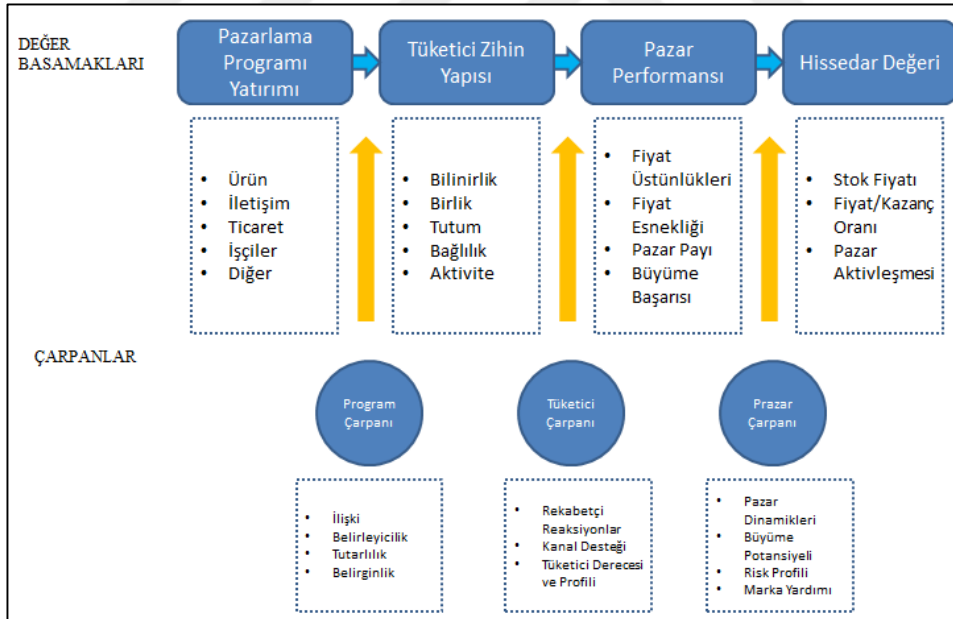 DEĞER
BASAMAKLARI
Pazarlama
Programı
Yatırımı
Tüketici Zihin
Yapısı
Pazar
Performansı
Hissedar Değeri
• Ürün
• İletişim
• Ticaret
• İşçiler
• Diğer
• Bilinirlik
• Birlik
• Tutum
• Bağlılık
• Aktivite
• Fiyat
Üstünlükleri
• Fiyat
Esnekliği
• Pazar Payı
• Büyüme
Başarısı
• Stok Fiyatı
• Fiyat/Kazanç
Oranı
• Pazar
Aktivleşmesi
ÇARPANLAR
Program
Çarpanı
Tüketici
Çarpanı
Prazar
Çarpanı
• İlişki
• Belirleyicilik
• Tutarlılık
• Belirginlik
• Rekabetçi
Reaksiyonlar
• Kanal Desteği
• Tüketici Derecesi
ve Profili
• Pazar
Dinamikleri
• Büyüme
Potansiyeli
• Risk Profili
• Marka Yardımı